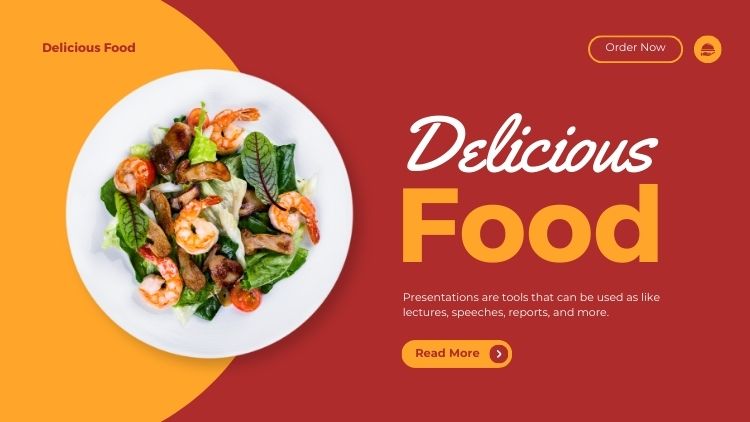 Delicious Food
Order Now
Delicious
Food
Presentations are tools that can be used as like
lectures, speeches, reports, and more.
Read More